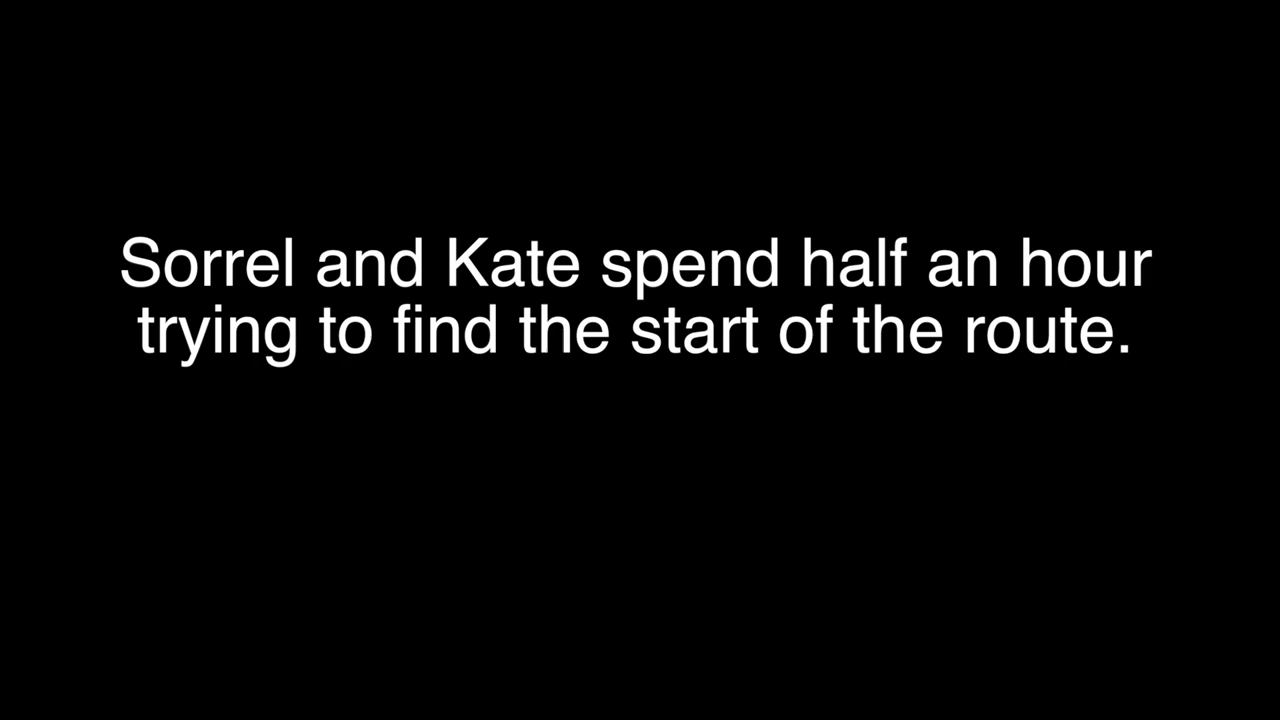 Sorrel and Kate spend half an hour
trying to find the start of the route.